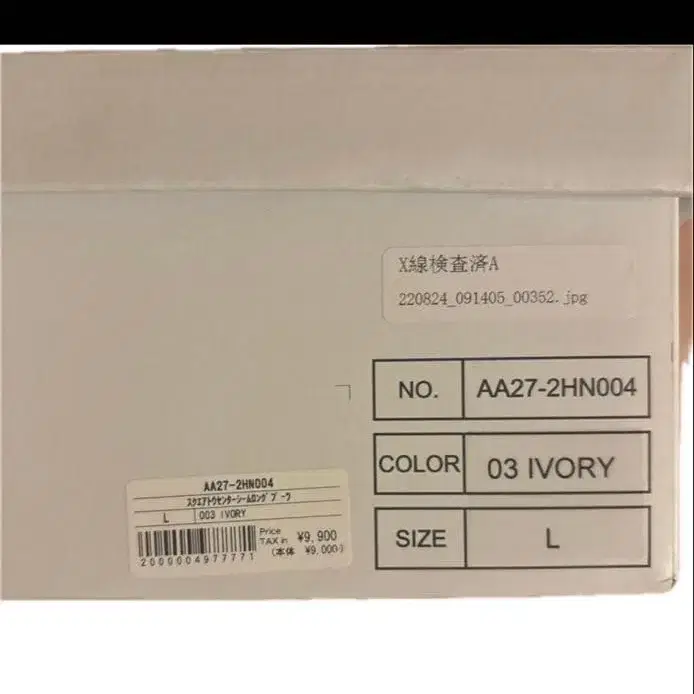 X線検査済A
220824_091405_00352.jpg
NO. AA27-2HN004
COLOR 03 IVORY
SIZE L
AA27-2HN004
スクエアトウセンターシームロングブーツ
L 003 IVORY
Price
TAX in ¥9,900
(本体 ¥9,000)
2000004977771